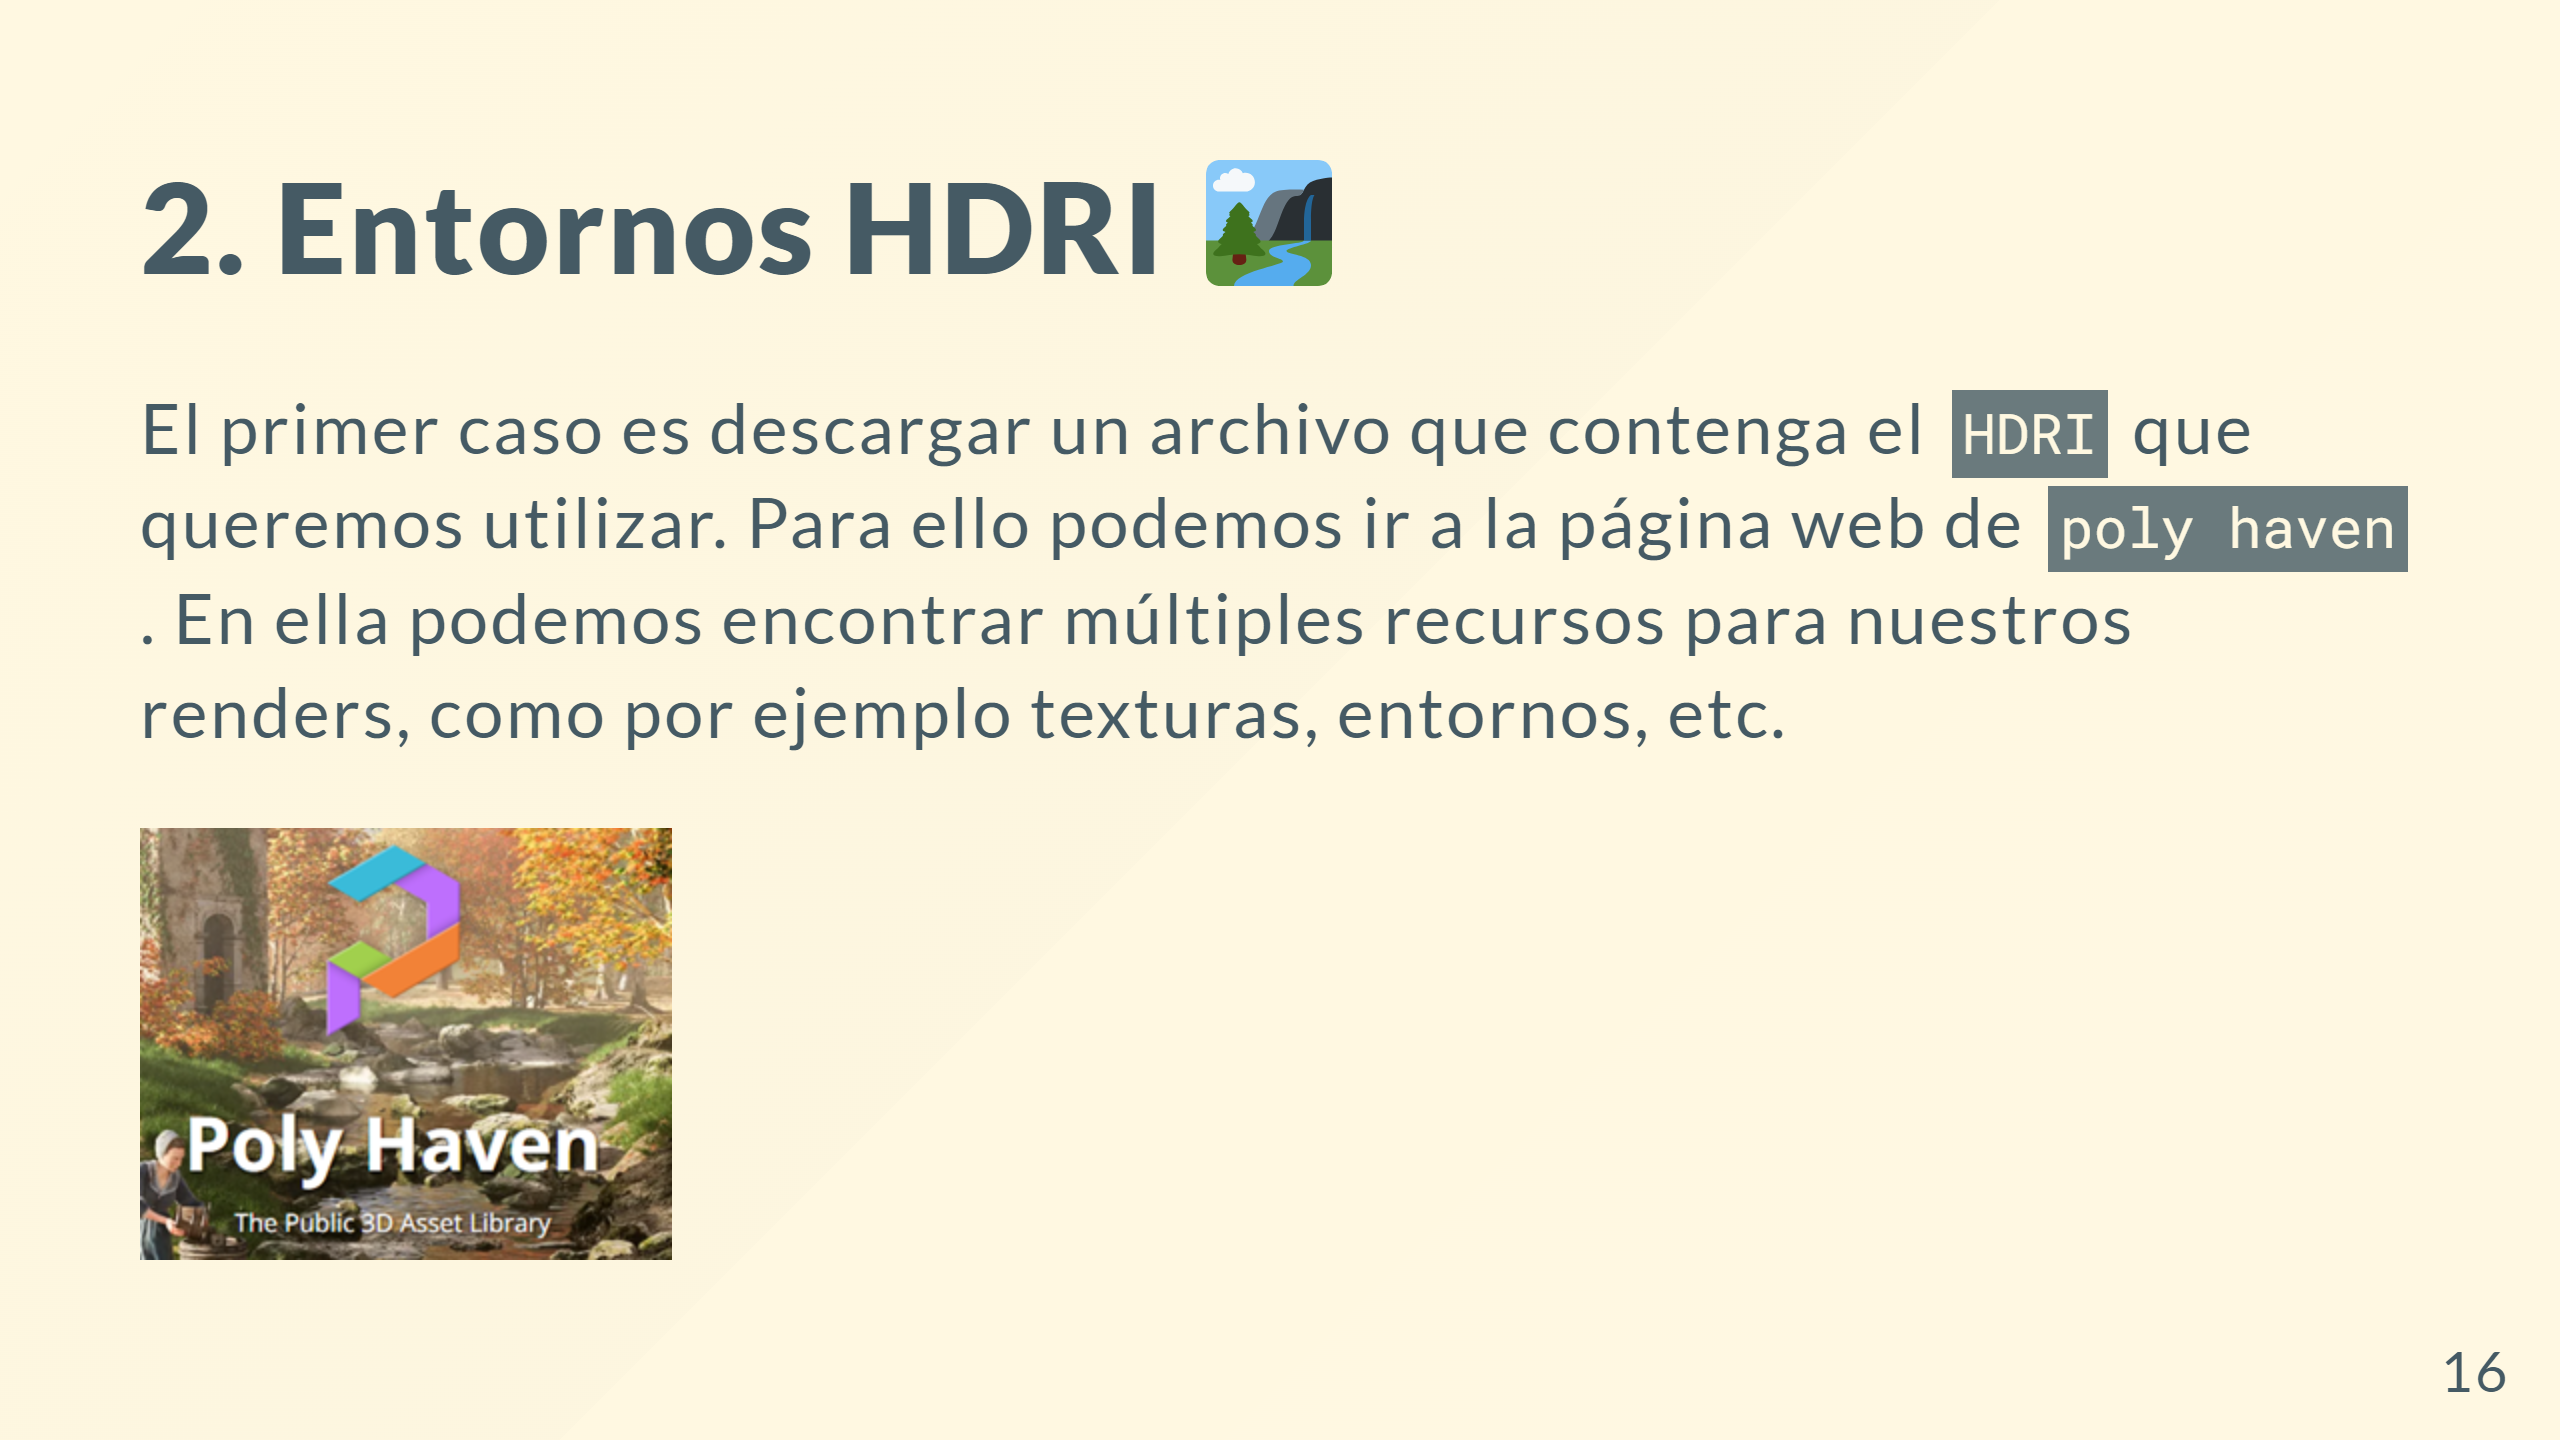 2. Entornos HDRI
El primer caso es descargar un archivo que contenga el HDRI que
queremos utilizar. Para ello podemos ir a la página web de poly haven
. En ella podemos encontrar múltiples recursos para nuestros
renders, como por ejemplo texturas, entornos, etc.
Poly Haven
The Public 3D Asset Library
16